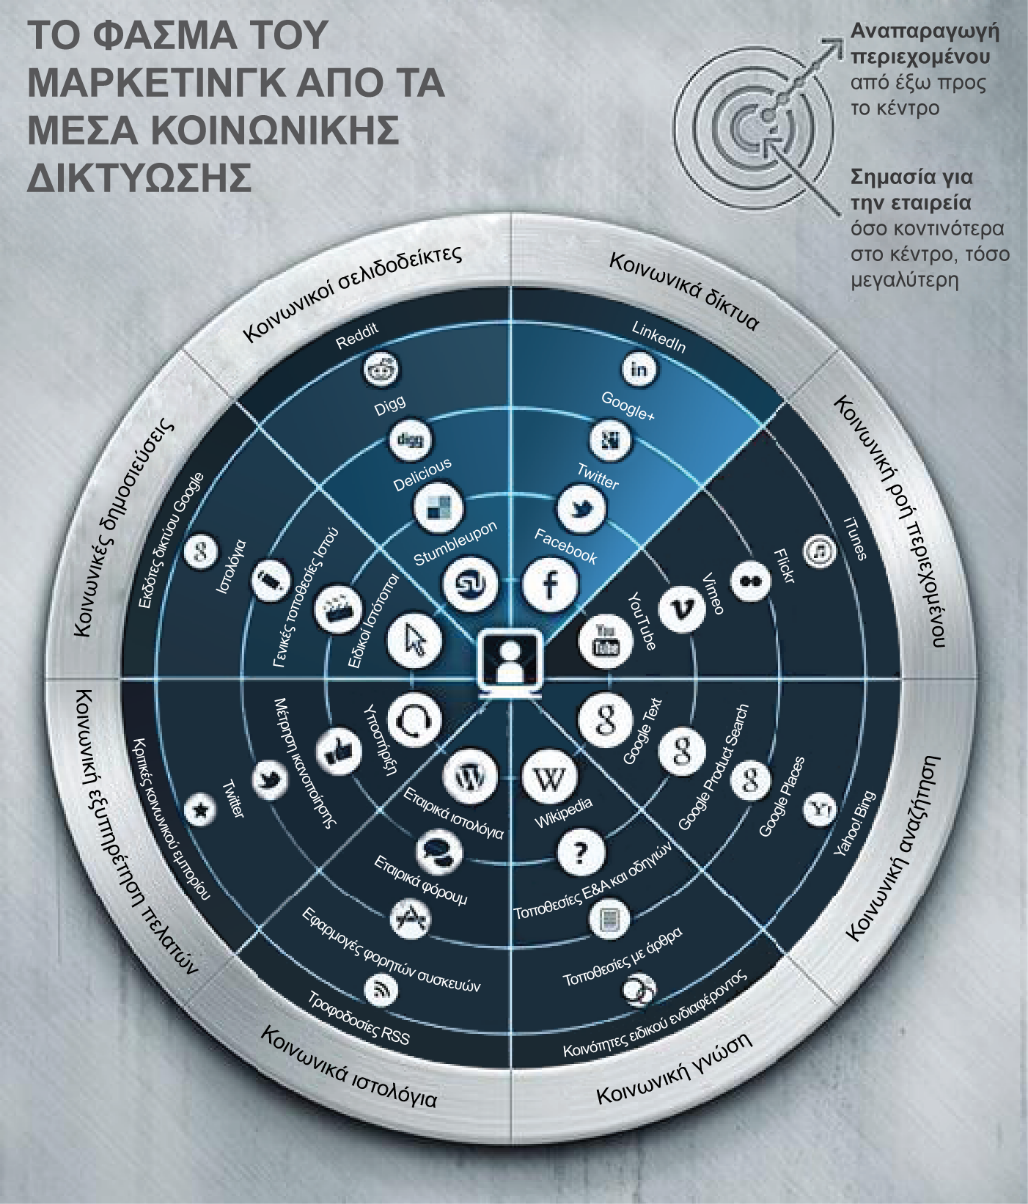 ΤΟ ΦΑΣΜΑ ΤΟΥ
ΜΑΡΚΕΤΙΝΓΚ ΑΠΟ ΤΑ
ΜΕΣΑ ΚΟΙΝΩΝΙΚΗΣ
ΔΙΚΤΥΩΣΗΣ
Αναπαραγωγή
περιεχομένου
από έξω προς
το κέντρο
Σημασία για
την εταιρεία
όσο κοντινότερα
στο κέντρο, τόσο
μεγαλύτερη
Κοινωνικοί σελιδοδείκτες
Reddit
Digg
digg
Delicious
Stumbleupon
Κοινωνικά δίκτυα
LinkedIn
in
Google+
Twitter
Facebook
f
Κοινωνική ροή περιεχομένου
iTunes
Flickr
Vimeo
v
YouTube
You
Tube
Κοινωνική αναζήτηση
Yahoo! Bing
Y!
Google Places
g
Google Product Search
g
Google Text
g
Κοινωνική γνώση
Wikipedia
W
Τοποθεσίες Ε&Α και οδηγιών
?
Τοποθεσίες με άρθρα
Κοινότητες ειδικού ενδιαφέροντος
Κοινωνικά ιστολόγια
Εταιρικά ιστολόγια
W
Εταιρικά φόρουμ
Εφαρμογές φορητών συσκευών
Τροφοδοσίες RSS
Κοινωνική εξυπηρέτηση πελατών
Υποστήριξη
Μέτρηση ικανοποίησης
Twitter
Κριτικές κοινωνικού εμπορίου
Κοινωνικές δημοσιεύσεις
Εκδότες δικτύου Google
g
Ιστολόγια
Γενικές τοποθεσίες Ιστού
Ειδικοί Ιστότοποι